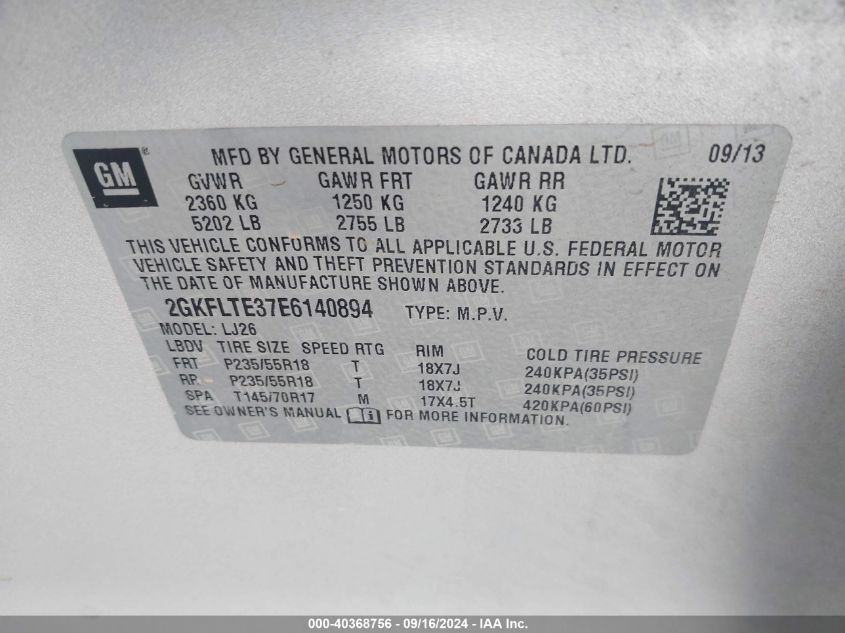 GM
MFD BY GENERAL MOTORS OF CANADA LTD. 09/13
GVWR GAWR FRT GAWR RR
2360 KG 1250 KG 1240 KG
5202 LB 2755 LB 2733 LB
THIS VEHICLE CONFORMS TO ALL APPLICABLE U.S. FEDERAL MOTOR
VEHICLE SAFETY AND THEFT PREVENTION STANDARDS IN EFFECT ON
THE DATE OF MANUFACTURE SHOWN ABOVE.
2GKFLTE37E6140894 TYPE: M.P.V.
MODEL: LJ26
LBDV TIRE SIZE SPEED RTG RIM COLD TIRE PRESSURE
FRT P235/55R18 T 18X7J 240KPA(35PSI)
RR P235/55R18 T 18X7J 240KPA(35PSI)
SPA T145/70R17 M 17X4.5T 420KPA(60PSI)
SEE OWNER'S MANUAL FOR MORE INFORMATION.
000-40368756 - 09/16/2024 - IAA Inc.